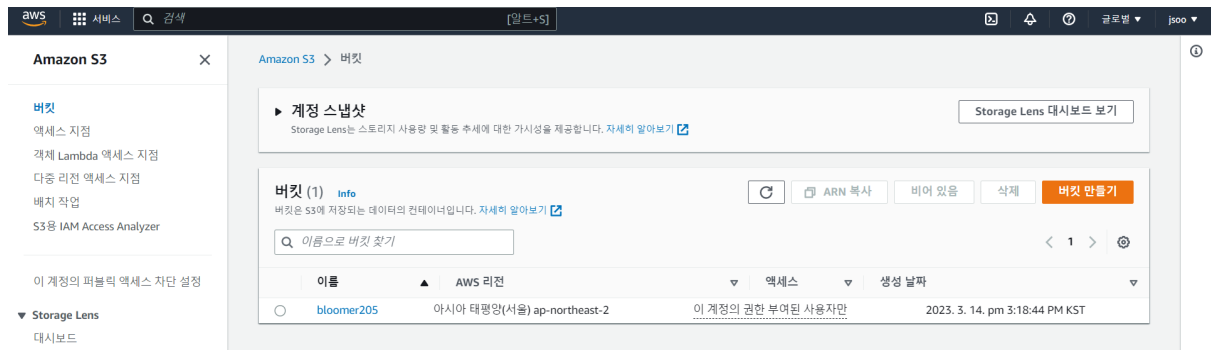 aws 서비스 검색 [알트+S] 글로벌 ▼ jsoo ▼
Amazon S3
버킷
액세스 지점
객체 Lambda 액세스 지점
다중 리전 액세스 지점
배치 작업
S3용 IAM Access Analyzer
이 계정의 퍼블릭 액세스 차단 설정
▼ Storage Lens
대시보드
Amazon S3 > 버킷
▶ 계정 스냅샷
Storage Lens는 스토리지 사용량 및 활동 추세에 대한 가시성을 제공합니다. 자세히 알아보기
Storage Lens 대시보드 보기
버킷 (1) Info
버킷은 S3에 저장되는 데이터의 컨테이너입니다. 자세히 알아보기
ARN 복사 비어 있음 삭제 버킷 만들기
이름으로 버킷 찾기
< 1 >
이름 ▲ AWS 리전 ▽ 액세스 ▽ 생성 날짜 ▽
bloomer205 아시아 태평양(서울) ap-northeast-2 이 계정의 권한 부여된 사용자만 2023. 3. 14. pm 3:18:44 PM KST